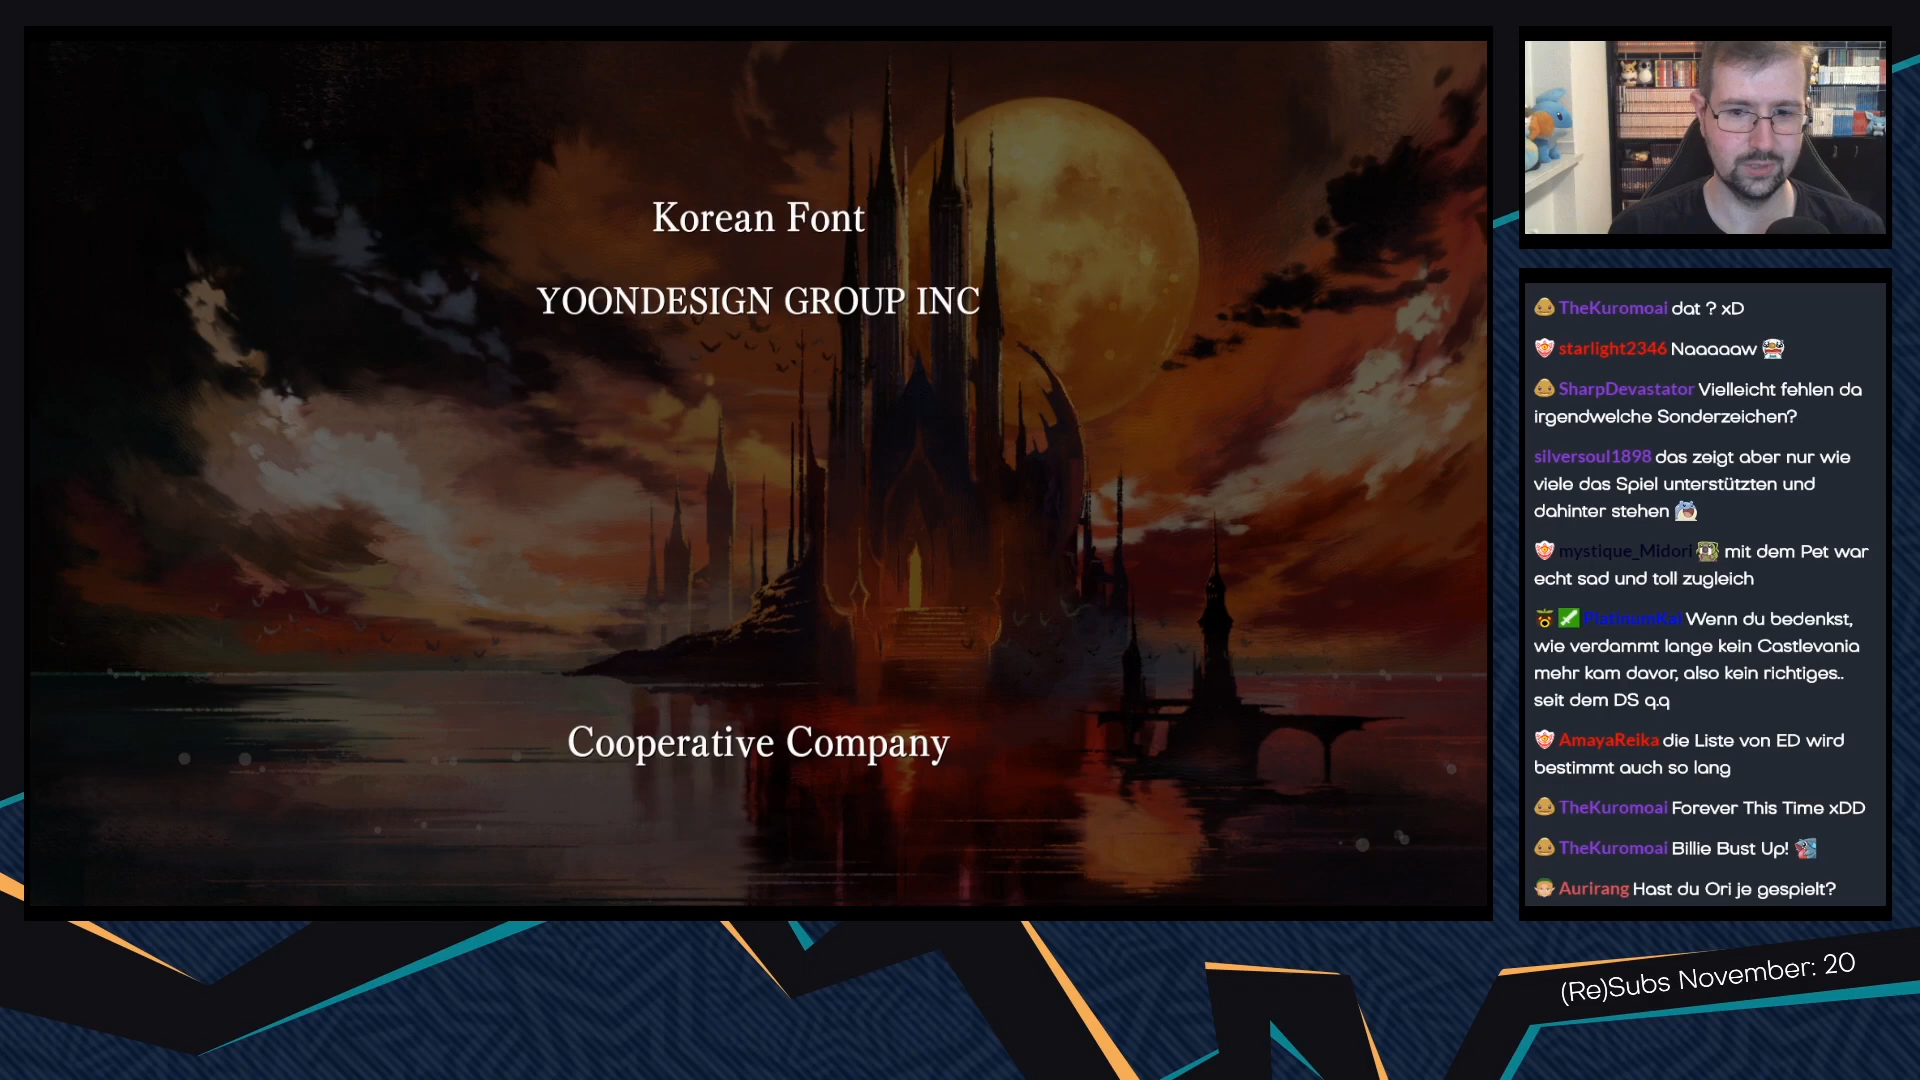 Korean Font
YOONDESIGN GROUP INC
Cooperative Company
TheKuromoai dat ? xD
starlight2346 Naaaaaw
SharpDevastator Vielleicht fehlen da
irgendwelche Sonderzeichen?
silversoul1898 das zeigt aber nur wie
viele das Spiel unterstützten und
dahinter stehen
mystique_Midori mit dem Pet war
echt sad und toll zugleich
PlatinumKai Wenn du bedenkst,
wie verdammt lange kein Castlevania
mehr kam davor, also kein richtiges..
seit dem DS q.q
AmayaReika die Liste von ED wird
bestimmt auch so lang
TheKuromoai Forever This Time xDD
TheKuromoai Billie Bust Up!
Aurirang Hast du Ori je gespielt?
(Re)Subs November: 20